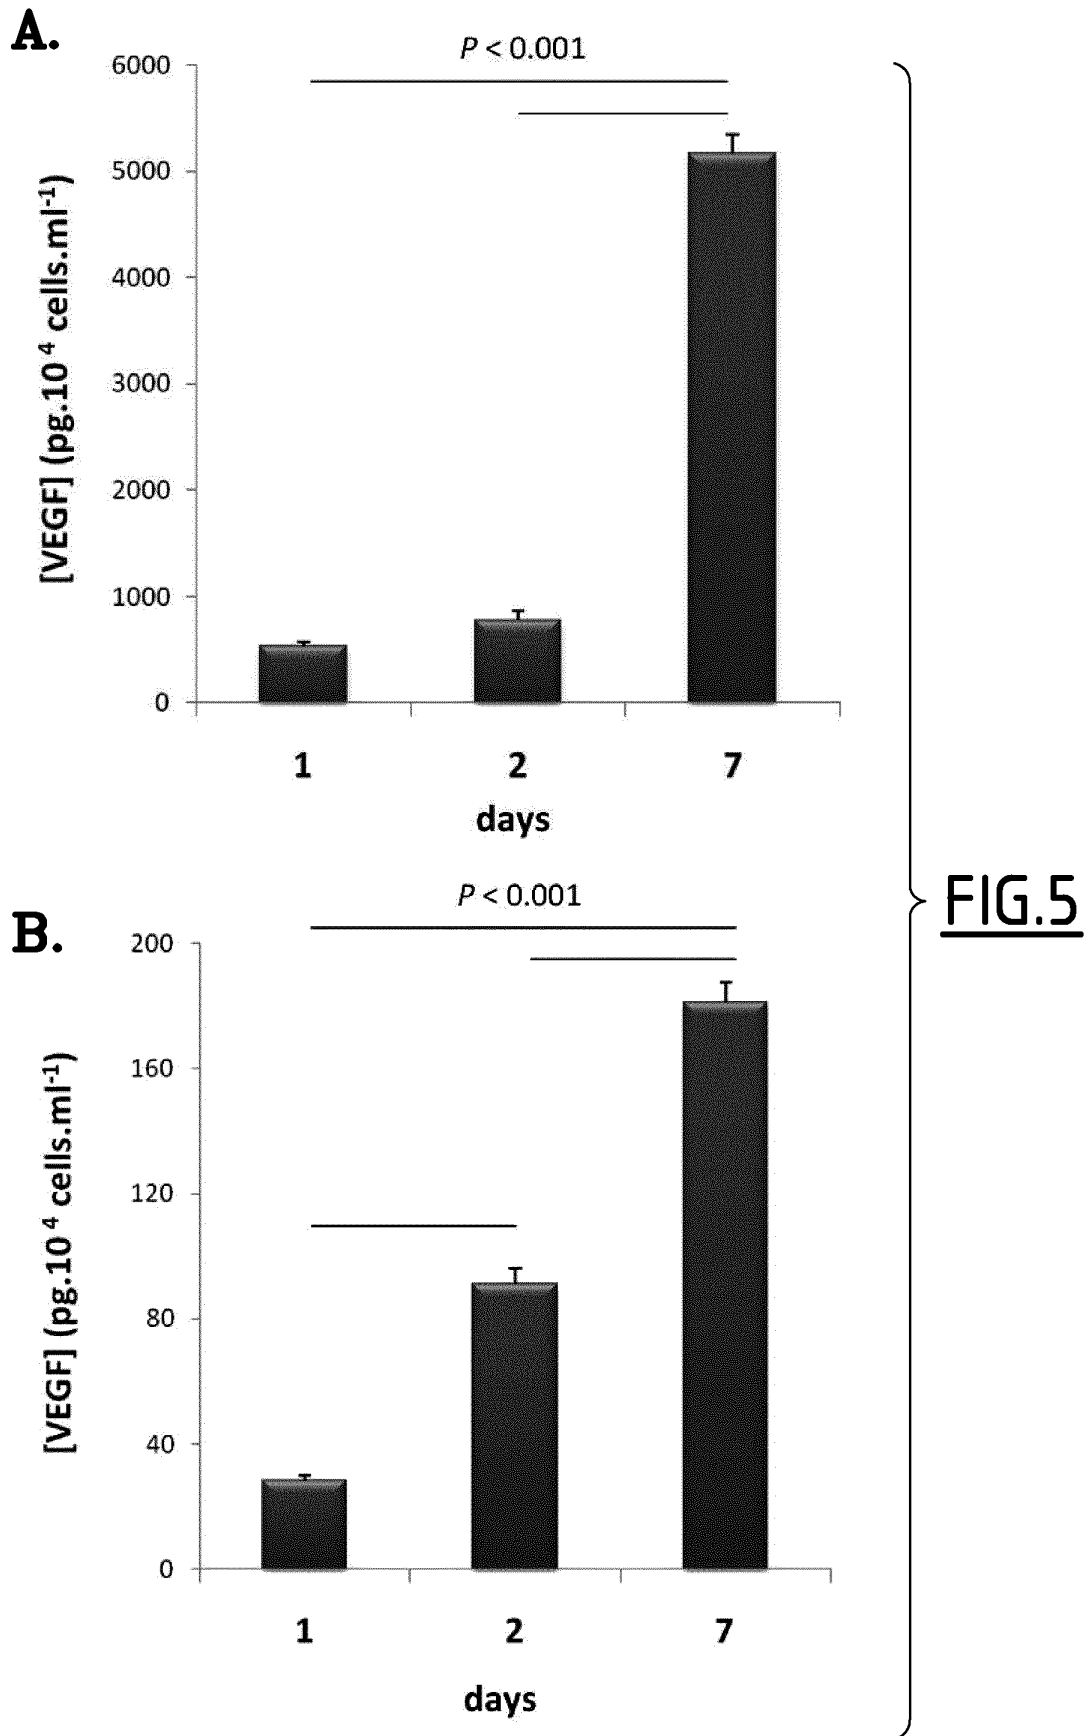 A.
P < 0.001
6000
5000
4000
3000
2000
1000
0
[VEGF] (pg.10⁴ cells.ml⁻¹)
1 2 7
days
FIG.5
B.
P < 0.001
200
160
120
80
40
0
[VEGF] (pg.10⁴ cells.ml⁻¹)
1 2 7
days